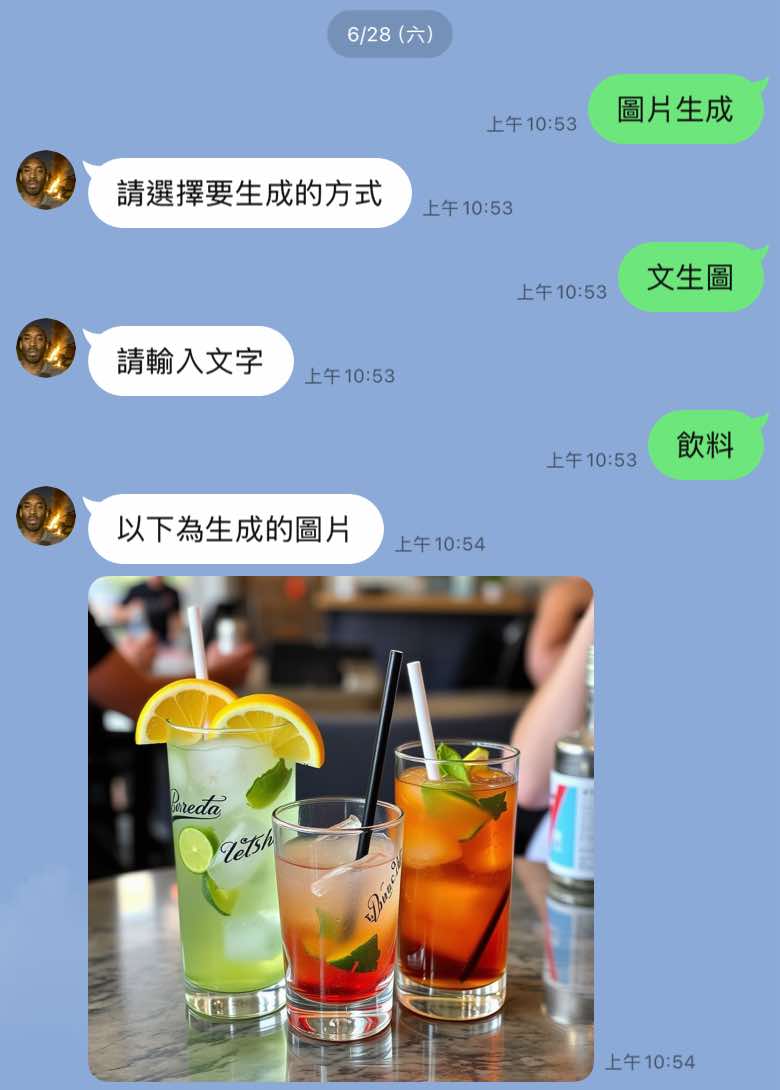 6/28 (六)
圖片生成
上午10:53
請選擇要生成的方式
上午10:53
文生圖
上午10:53
請輸入文字
上午10:53
飲料
上午10:53
以下為生成的圖片
上午10:54
Letsh
上午10:54